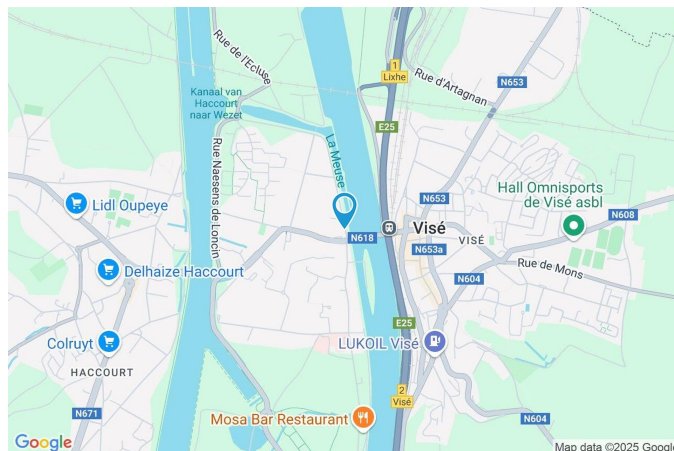 Rue de l'Ecluse
1
Lixhe
Rue d'Artagnan
N653
Kanaal van
Haccourt
naar Wezet
E25
La Meuse
Rue Naesens de Loncin
Lidl Oupeye
N653
Hall Omnisports
de Visé asbl
N608
N618
Visé
VISÉ
N653a
Rue de Mons
Delhaize Haccourt
N604
Colruyt
E25
LUKOIL Visé
HACCOURT
2
Visé
N671
Mosa Bar Restaurant
N604
Google
Map data ©2025 Google